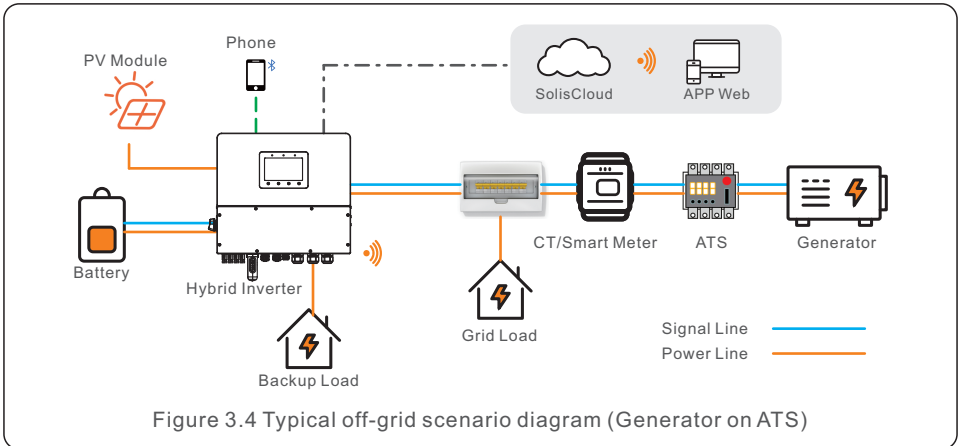 Phone
PV Module
SolisCloud
APP Web
CT/Smart Meter
ATS
Generator
Battery
Hybrid Inverter
Grid Load
Signal Line
Power Line
Backup Load
Figure 3.4 Typical off-grid scenario diagram (Generator on ATS)